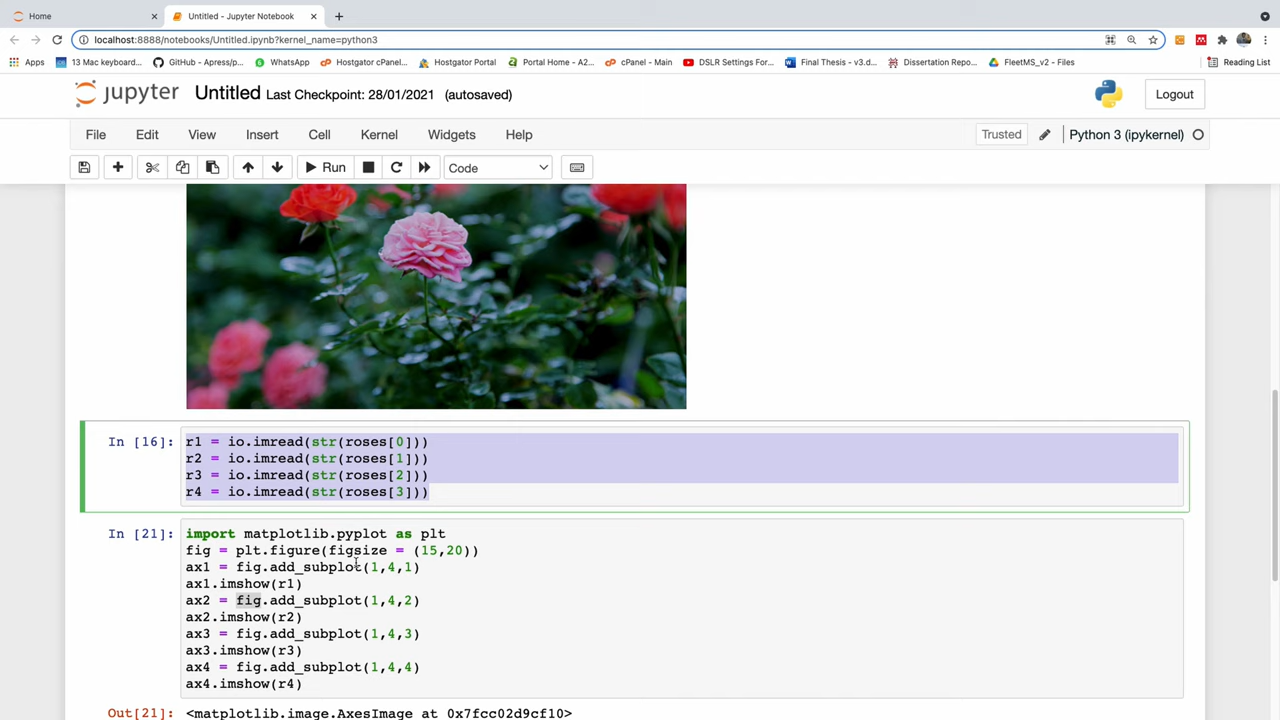 Home
Untitled - Jupyter Notebook
localhost:8888/notebooks/Untitled.ipynb?kernel_name=python3
Apps
13 Mac keyboard...
GitHub - Apress/p...
WhatsApp
Hostgator cPanel...
Hostgator Portal
Portal Home - A2...
cPanel - Main
DSLR Settings For...
Final Thesis - v3.d...
Dissertation Repo...
FleetMS_v2 - Files
Reading List
jupyter Untitled Last Checkpoint: 28/01/2021 (autosaved)
Logout
File Edit View Insert Cell Kernel Widgets Help
Trusted
Python 3 (ipykernel)
Run
Code
In [16]:
r1 = io.imread(str(roses[0]))
r2 = io.imread(str(roses[1]))
r3 = io.imread(str(roses[2]))
r4 = io.imread(str(roses[3]))
In [21]:
import matplotlib.pyplot as plt
fig = plt.figure(figsize = (15,20))
ax1 = fig.add_subplot(1,4,1)
ax1.imshow(r1)
ax2 = fig.add_subplot(1,4,2)
ax2.imshow(r2)
ax3 = fig.add_subplot(1,4,3)
ax3.imshow(r3)
ax4 = fig.add_subplot(1,4,4)
ax4.imshow(r4)
Out[21]: <matplotlib.image.AxesImage at 0x7fcc02d9cf10>